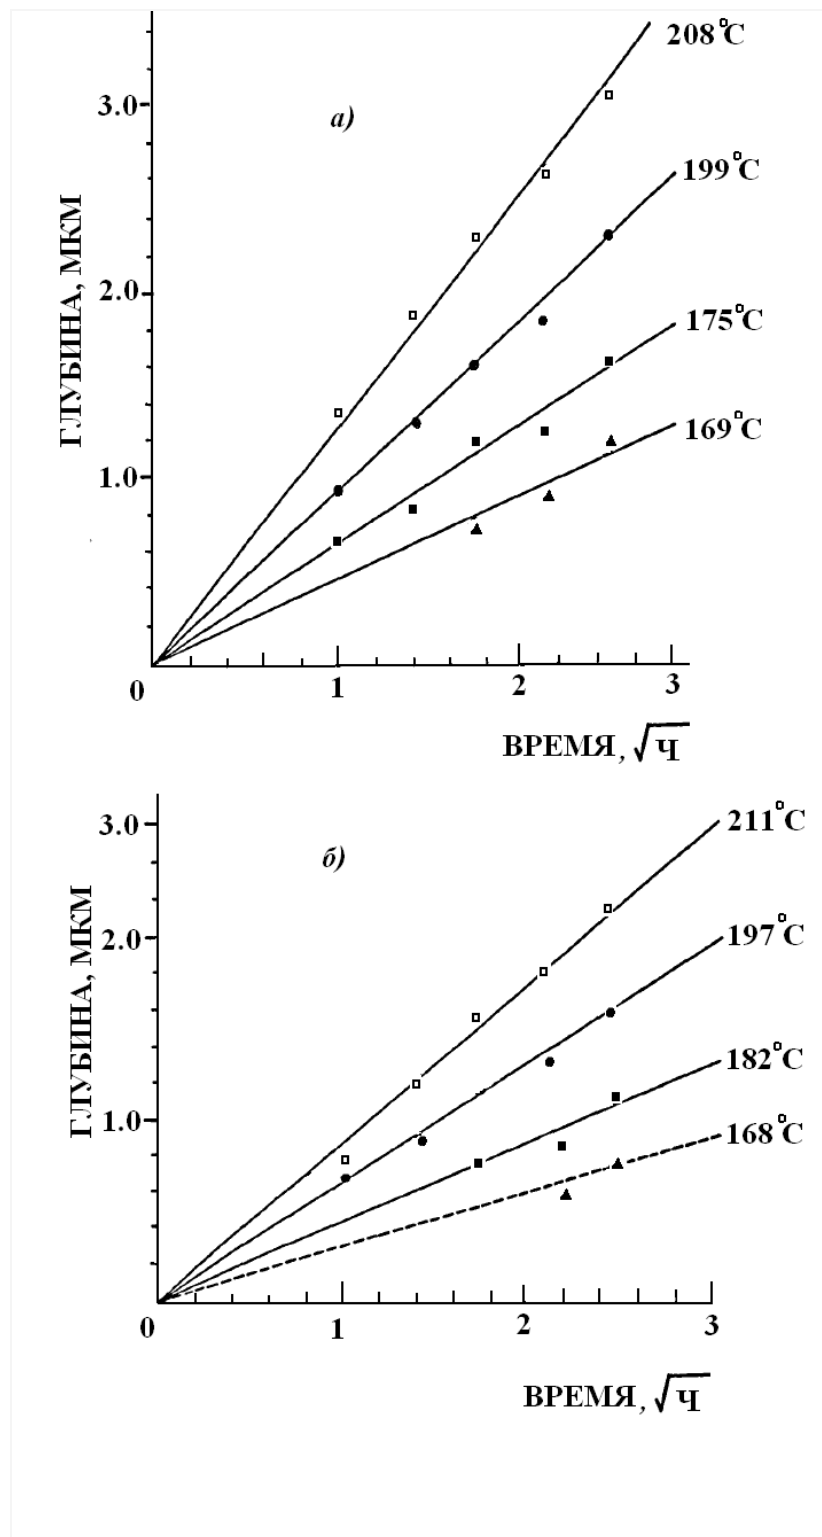 208°C
3.0
а)
199°C
ГЛУБИНА, МКМ
2.0
175°C
169°C
1.0
0
1
2
3
ВРЕМЯ, √Ч
3.0
211°C
б)
197°C
ГЛУБИНА, МКМ
2.0
182°C
1.0
168°C
0
1
2
3
ВРЕМЯ, √Ч